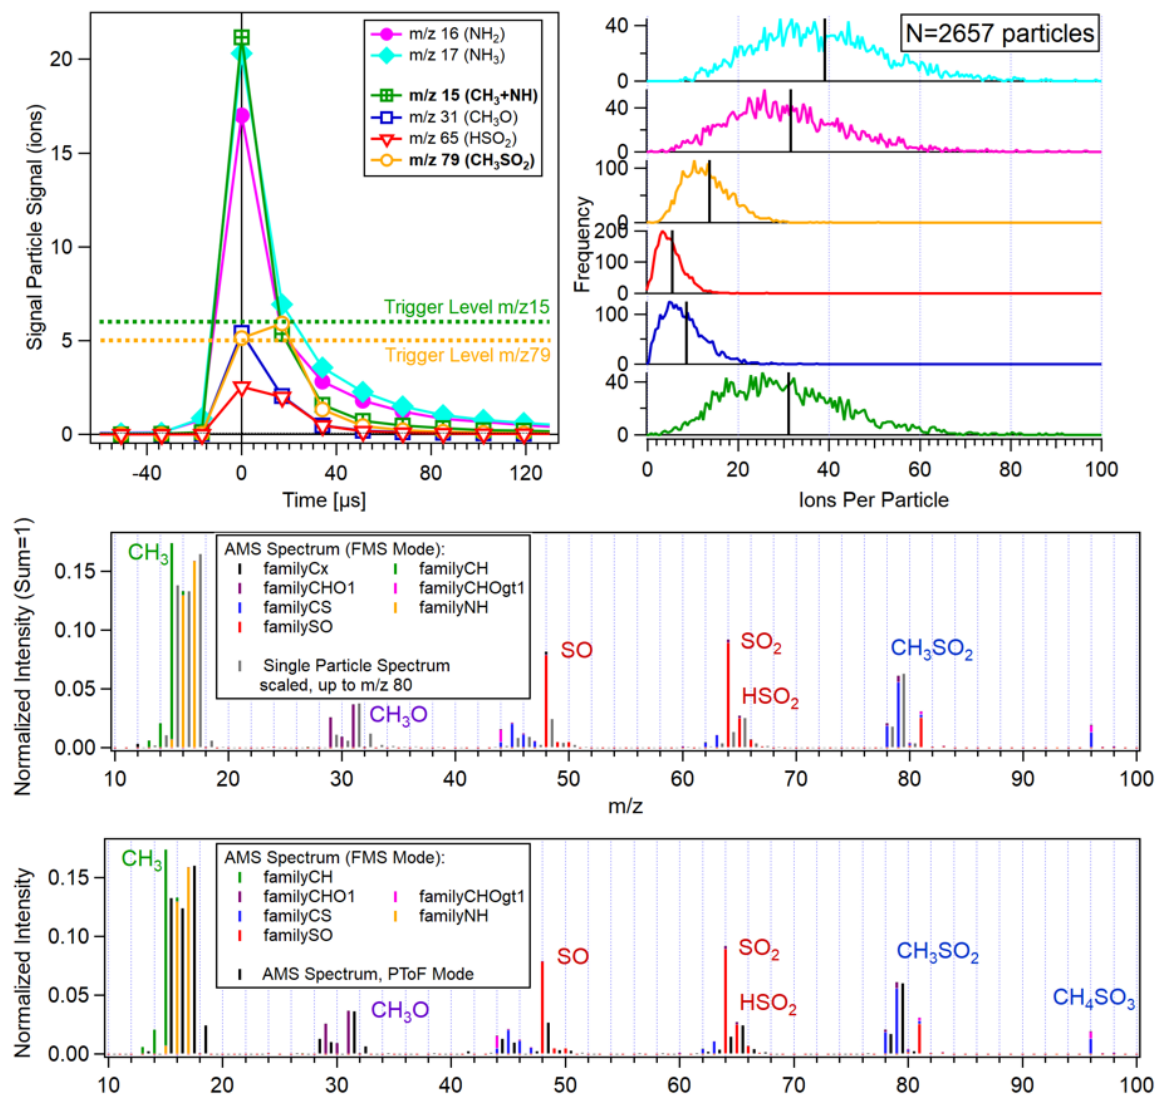 Signal Particle Signal (ions)
20
15
10
5
0
m/z 16 (NH₂)
m/z 17 (NH₃)
m/z 15 (CH₃+NH)
m/z 31 (CH₃O)
m/z 65 (HSO₂)
m/z 79 (CH₃SO₂)
Trigger Level m/z15
Trigger Level m/z79
-40 0 40 80 120
Time [µs]
N=2657 particles
Frequency
40
0
40
0
100
0
200
100
0
100
0
40
0
0 20 40 60 80 100
Ions Per Particle
Normalized Intensity (Sum=1)
0.15
0.10
0.05
0.00
CH₃
AMS Spectrum (FMS Mode):
familyCx familyCH
familyCHO1 familyCHOgt1
familyCS familyNH
familySO
Single Particle Spectrum
scaled, up to m/z 80
CH₃O
SO
SO₂
HSO₂
CH₃SO₂
10 20 30 40 50 60 70 80 90 100
m/z
Normalized Intensity
0.15
0.10
0.05
0.00
CH₃
AMS Spectrum (FMS Mode):
familyCH
familyCHO1 familyCHOgt1
familyCS familyNH
familySO
AMS Spectrum, PToF Mode
CH₃O
SO
SO₂
HSO₂
CH₃SO₂
CH₄SO₃
10 20 30 40 50 60 70 80 90 100